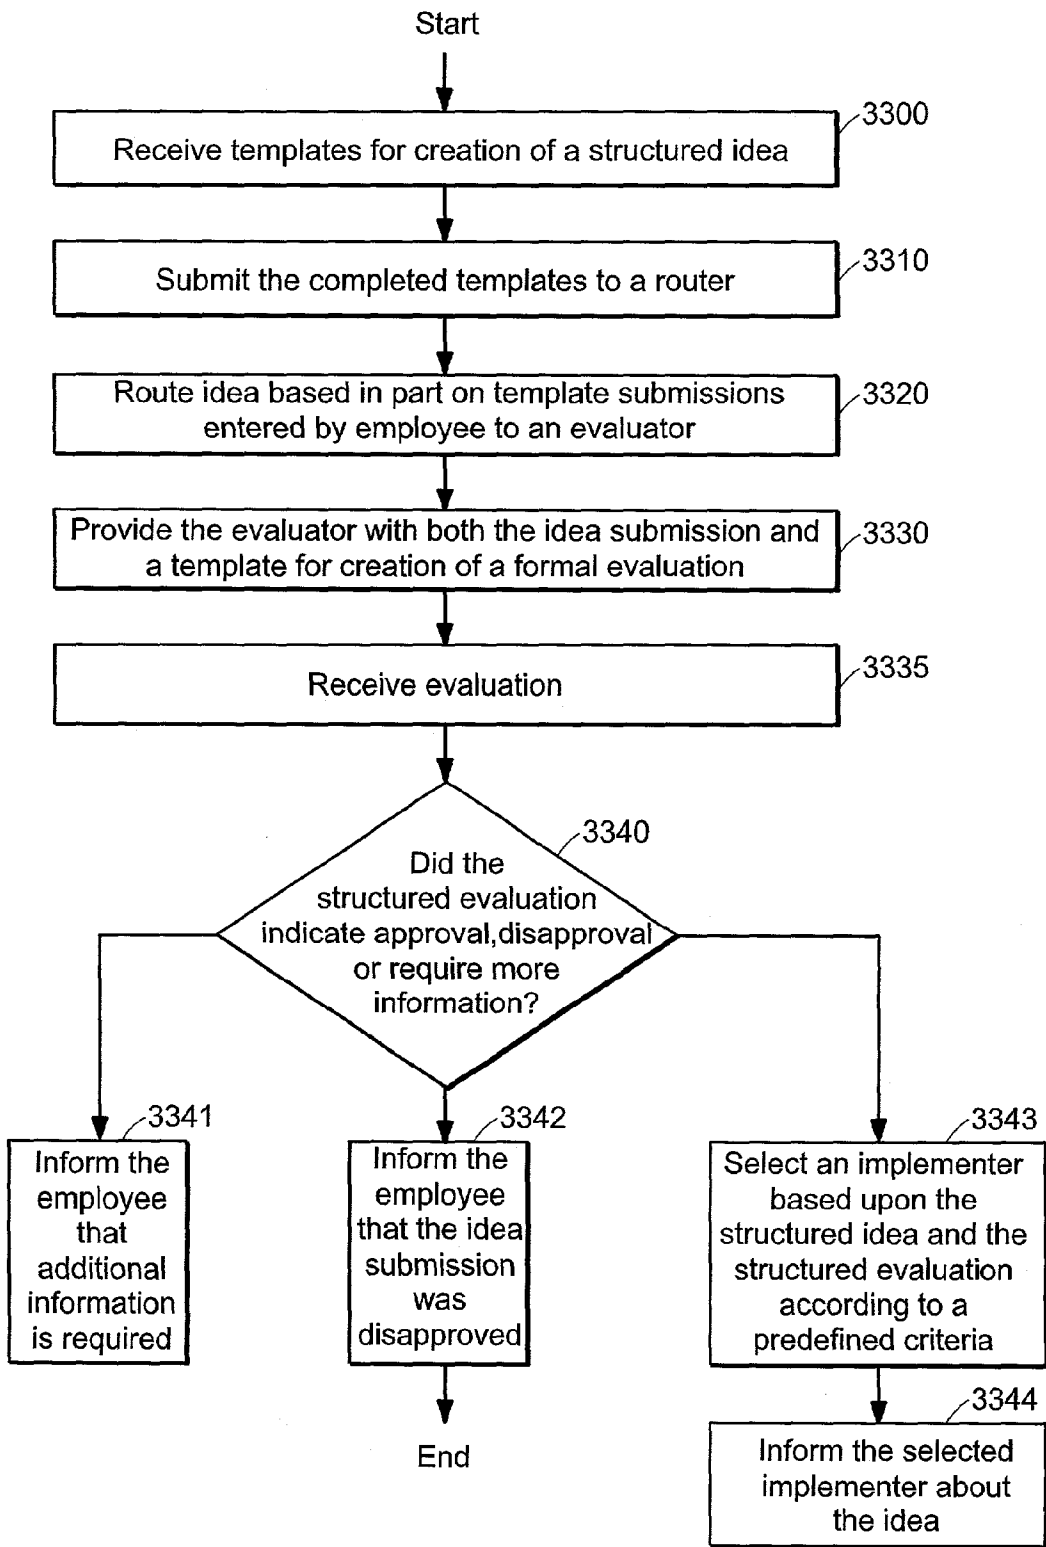 Start
3300
Receive templates for creation of a structured idea
3310
Submit the completed templates to a router
3320
Route idea based in part on template submissions
entered by employee to an evaluator
3330
Provide the evaluator with both the idea submission and
a template for creation of a formal evaluation
3335
Receive evaluation
3340
Did the
structured evaluation
indicate approval,disapproval
or require more
information?
3341
Inform the
employee
that
additional
information
is required
3342
Inform the
employee
that the idea
submission
was
disapproved
End
3343
Select an implementer
based upon the
structured idea and the
structured evaluation
according to a
predefined criteria
3344
Inform the selected
implementer about
the idea